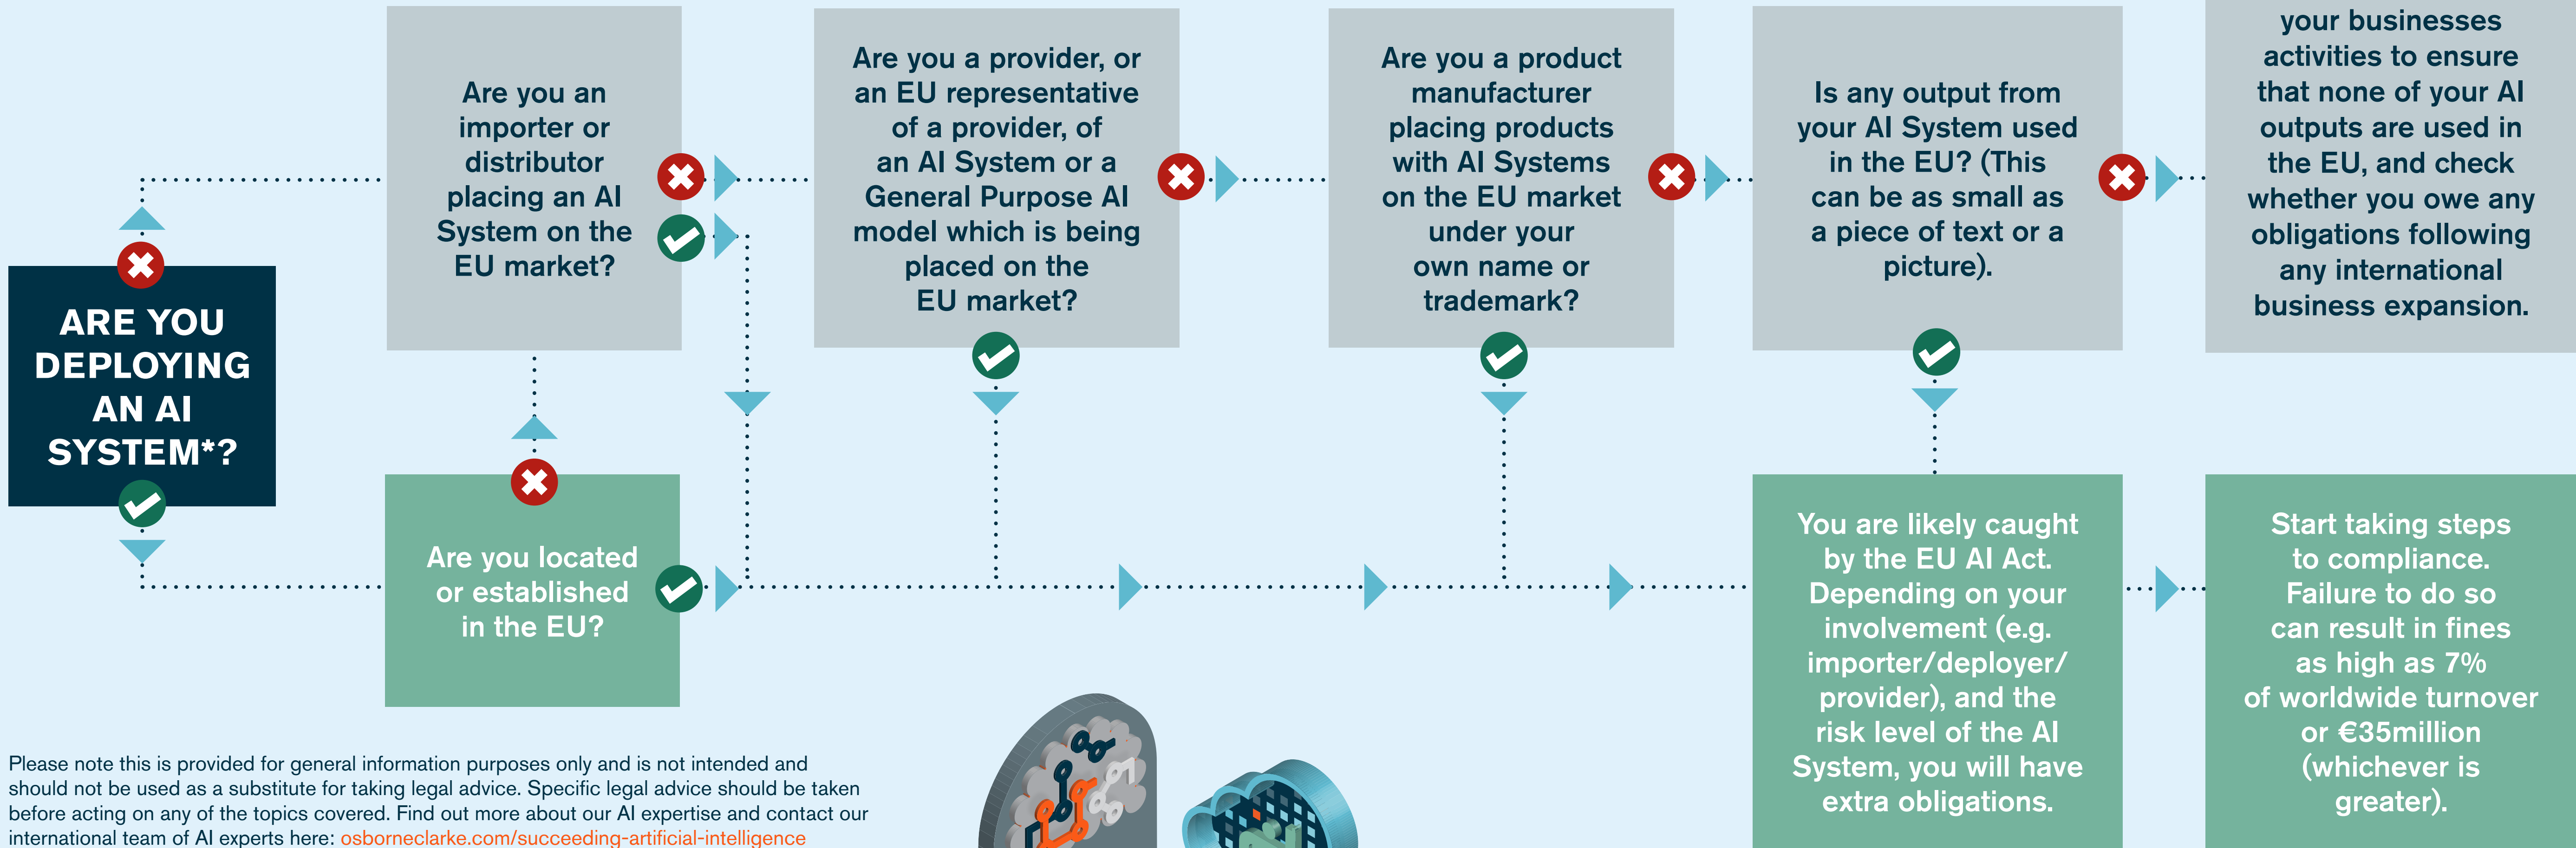 ARE YOU
DEPLOYING
AN AI
SYSTEM*?
Are you an
importer or
distributor
placing an AI
System on the
EU market?
Are you a provider, or
an EU representative
of a provider, of
an AI System or a
General Purpose AI
model which is being
placed on the
EU market?
Are you a product
manufacturer
placing products
with AI Systems
on the EU market
under your
own name or
trademark?
Is any output from
your AI System used
in the EU? (This
can be as small as
a piece of text or a
picture).
your businesses
activities to ensure
that none of your AI
outputs are used in
the EU, and check
whether you owe any
obligations following
any international
business expansion.
Are you located
or established
in the EU?
You are likely caught
by the EU AI Act.
Depending on your
involvement (e.g.
importer/deployer/
provider), and the
risk level of the AI
System, you will have
extra obligations.
Start taking steps
to compliance.
Failure to do so
can result in fines
as high as 7%
of worldwide turnover
or €35million
(whichever is
greater).
Please note this is provided for general information purposes only and is not intended and
should not be used as a substitute for taking legal advice. Specific legal advice should be taken
before acting on any of the topics covered. Find out more about our AI expertise and contact our
international team of AI experts here: osborneclarke.com/succeeding-artificial-intelligence